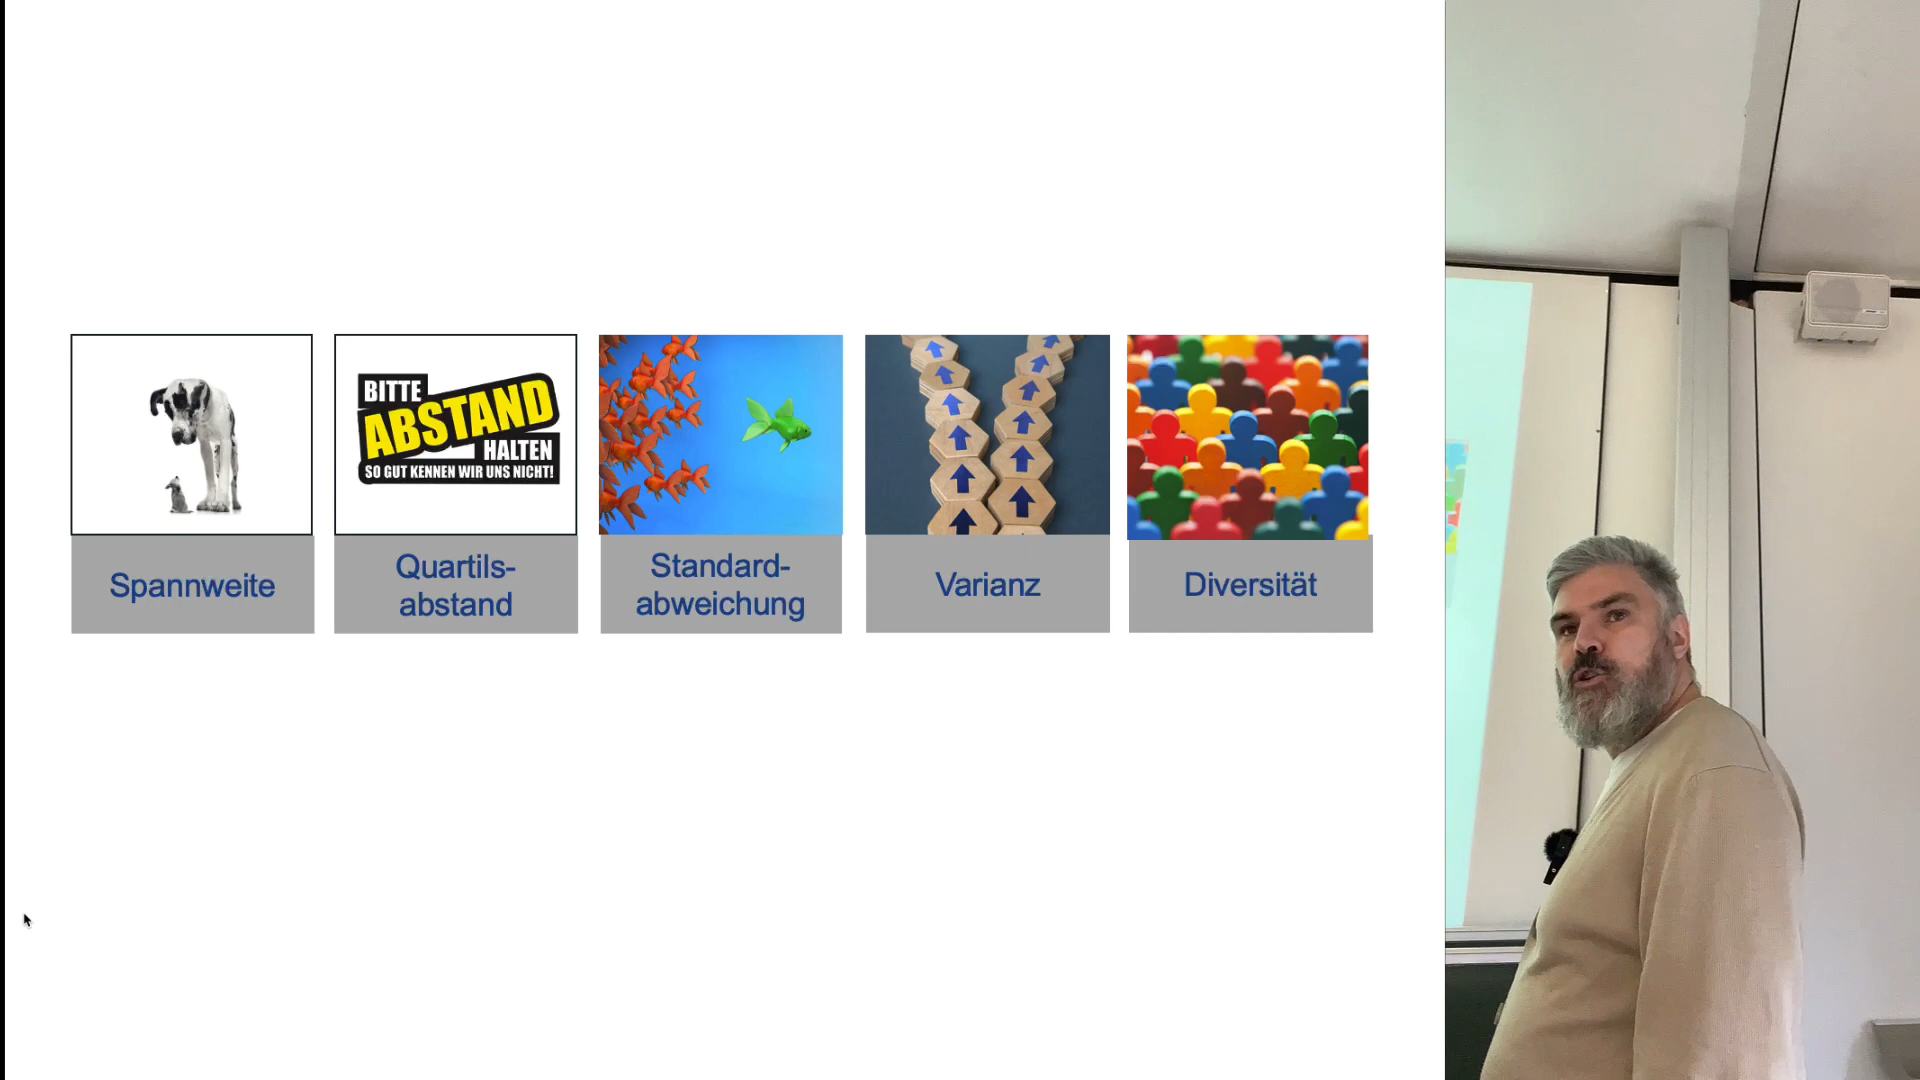 BITTE
ABSTAND
HALTEN
SO GUT KENNEN WIR UNS NICHT!
Spannweite
Quartils-
abstand
Standard-
abweichung
Varianz
Diversität